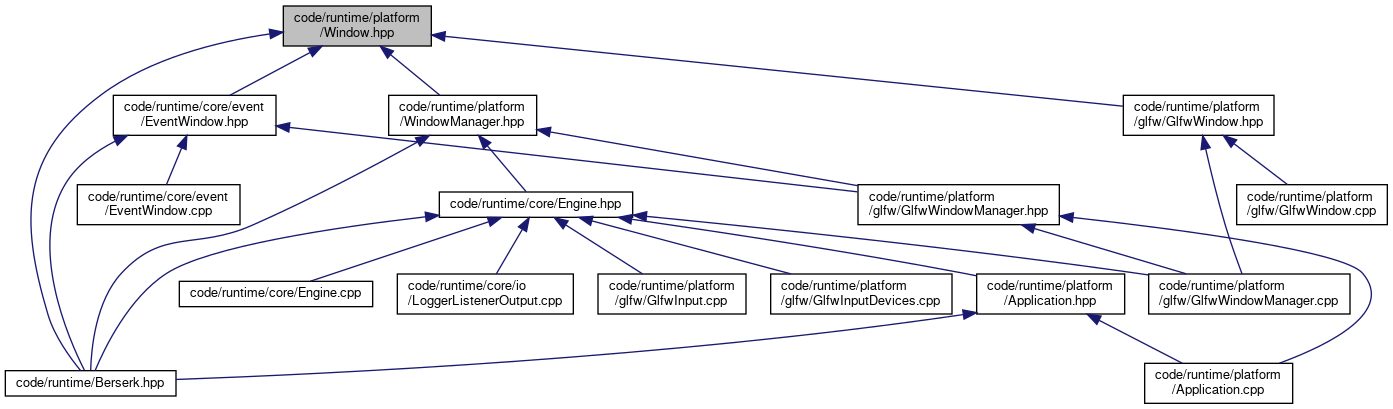 code/runtime/platform
/Window.hpp
code/runtime/core/event
/EventWindow.hpp
code/runtime/platform
/WindowManager.hpp
code/runtime/platform
/glfw/GlfwWindow.hpp
code/runtime/core/event
/EventWindow.cpp
code/runtime/core/Engine.hpp
code/runtime/platform
/glfw/GlfwWindowManager.hpp
code/runtime/platform
/glfw/GlfwWindow.cpp
code/runtime/core/Engine.cpp
code/runtime/core/io
/LoggerListenerOutput.cpp
code/runtime/platform
/glfw/GlfwInput.cpp
code/runtime/platform
/glfw/GlfwInputDevices.cpp
code/runtime/platform
/Application.hpp
code/runtime/platform
/glfw/GlfwWindowManager.cpp
code/runtime/Berserk.hpp
code/runtime/platform
/Application.cpp